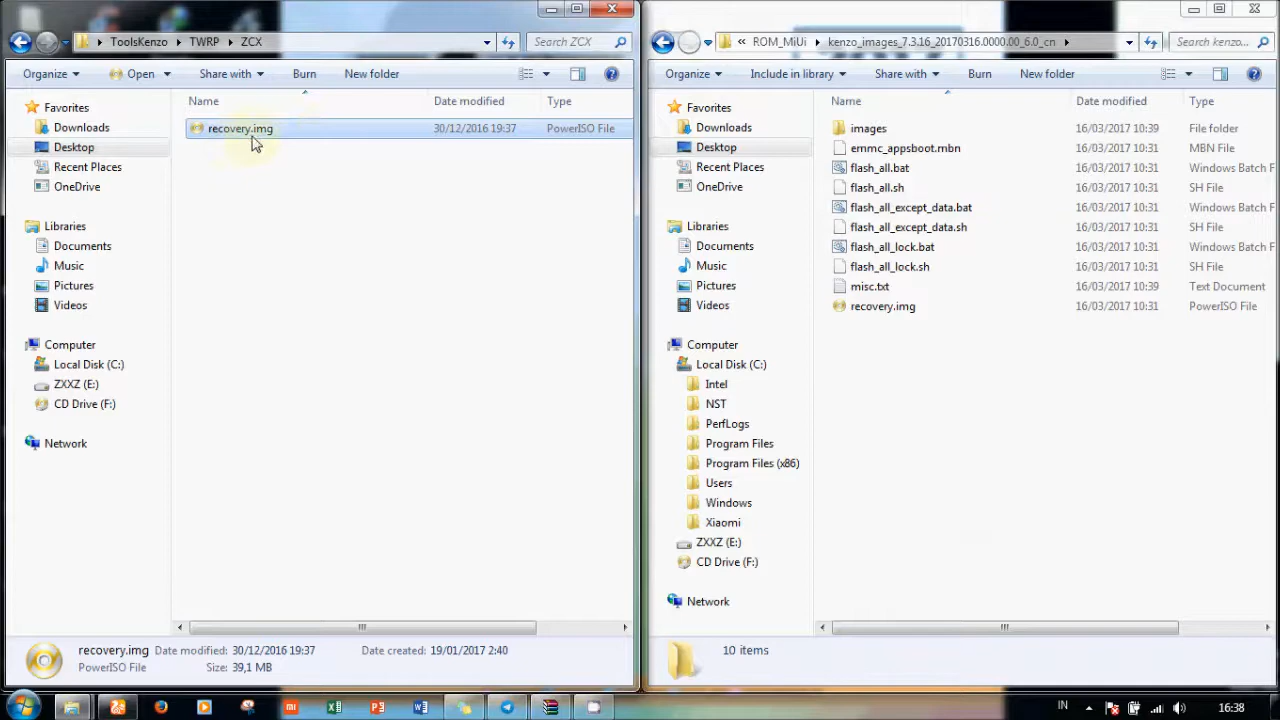 ToolsKenzo TWRP ZCX
Search ZCX
Organize Open Share with Burn New folder
Favorites
Downloads
Desktop
Recent Places
OneDrive
Libraries
Documents
Music
Pictures
Videos
Computer
Local Disk (C:)
ZXXZ (E:)
CD Drive (F:)
Network
Name Date modified Type
recovery.img 30/12/2016 19:37 PowerISO File
recovery.img Date modified: 30/12/2016 19:37 Date created: 19/01/2017 2:40
PowerISO File Size: 39,1 MB
« ROM_MiUi kenzo_images_7.3.16_20170316.0000.00_6.0_cn
Search kenzo...
Organize Include in library Share with Burn New folder
Favorites
Downloads
Desktop
Recent Places
OneDrive
Libraries
Documents
Music
Pictures
Videos
Computer
Local Disk (C:)
Intel
NST
PerfLogs
Program Files
Program Files (x86)
Users
Windows
Xiaomi
ZXXZ (E:)
CD Drive (F:)
Network
Name Date modified Type
images 16/03/2017 10:39 File folder
emmc_appsboot.mbn 16/03/2017 10:31 MBN File
flash_all.bat 16/03/2017 10:31 Windows Batch F
flash_all.sh 16/03/2017 10:31 SH File
flash_all_except_data.bat 16/03/2017 10:31 Windows Batch F
flash_all_except_data.sh 16/03/2017 10:31 SH File
flash_all_lock.bat 16/03/2017 10:31 Windows Batch F
flash_all_lock.sh 16/03/2017 10:31 SH File
misc.txt 16/03/2017 10:39 Text Document
recovery.img 16/03/2017 10:31 PowerISO File
10 items
IN 16:38